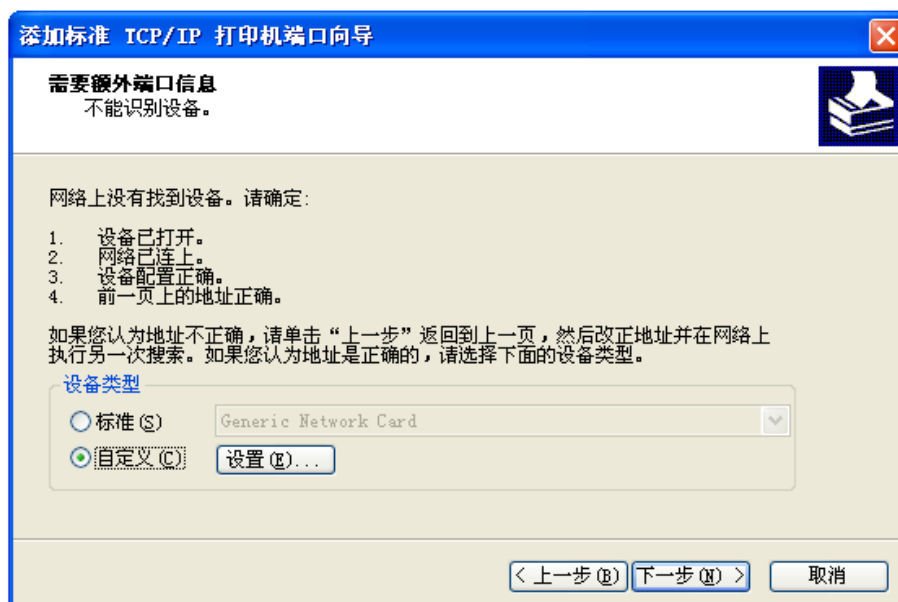 添加标准 TCP/IP 打印机端口向导
需要额外端口信息
不能识别设备。
网络上没有找到设备。请确定:
1. 设备已打开。
2. 网络已连上。
3. 设备配置正确。
4. 前一页上的地址正确。
如果您认为地址不正确,请单击“上一步”返回到上一页,然后改正地址并在网络上
执行另一次搜索。如果您认为地址是正确的,请选择下面的设备类型。
设备类型
标准(S) Generic Network Card
自定义(C) 设置(E)...
< 上一步(B) 下一步(N) > 取消